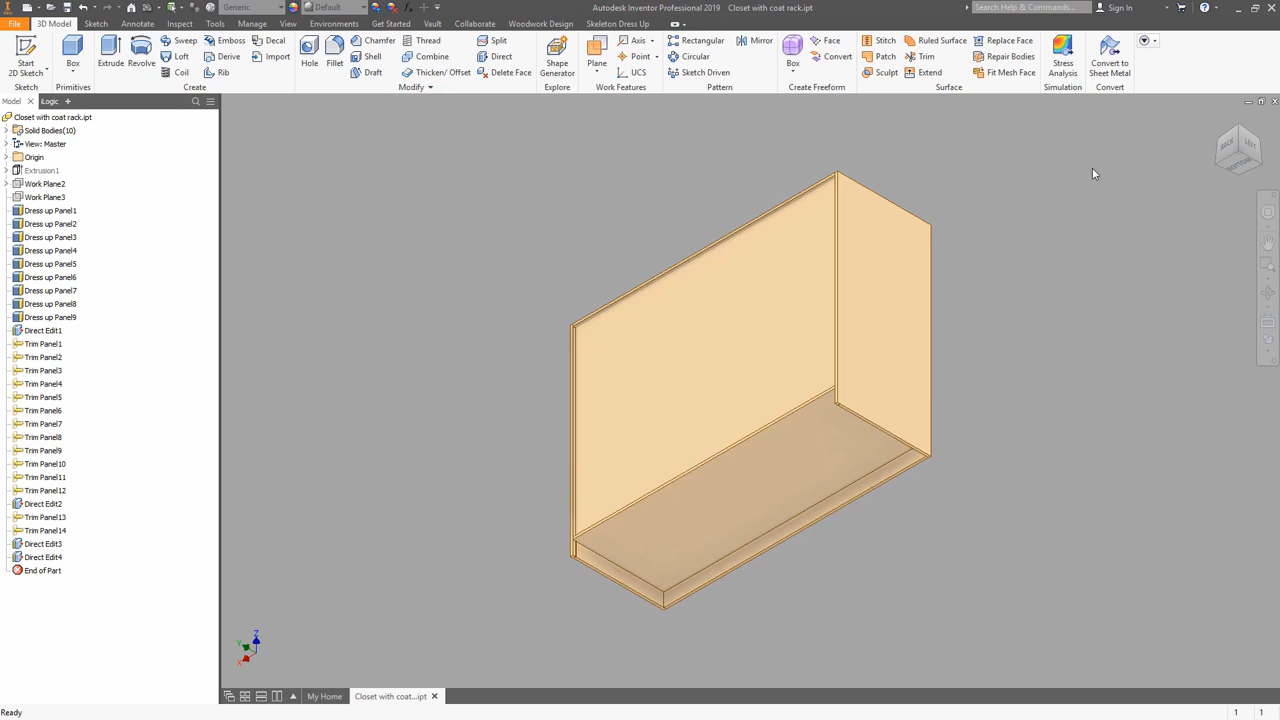 Generic
Default
Autodesk Inventor Professional 2019 Closet with coat rack.ipt
Search Help & Commands...
Sign In
File
3D Model
Sketch
Annotate
Inspect
Tools
Manage
View
Environments
Get Started
Vault
Collaborate
Woodwork Design
Skeleton Dress Up
Start
2D Sketch
Sketch
Box
Primitives
Extrude
Revolve
Sweep
Loft
Coil
Emboss
Derive
Rib
Decal
Import
Create
Hole
Fillet
Chamfer
Shell
Draft
Thread
Combine
Thicken/ Offset
Split
Direct
Delete Face
Modify
Shape
Generator
Explore
Plane
Axis
Point
UCS
Work Features
Rectangular
Circular
Sketch Driven
Mirror
Pattern
Box
Face
Convert
Create Freeform
Stitch
Patch
Sculpt
Ruled Surface
Trim
Extend
Replace Face
Repair Bodies
Fit Mesh Face
Surface
Stress
Analysis
Simulation
Convert to
Sheet Metal
Convert
Model
iLogic
Closet with coat rack.ipt
Solid Bodies(10)
View: Master
Origin
Extrusion1
Work Plane2
Work Plane3
Dress up Panel1
Dress up Panel2
Dress up Panel3
Dress up Panel4
Dress up Panel5
Dress up Panel6
Dress up Panel7
Dress up Panel8
Dress up Panel9
Direct Edit1
Trim Panel1
Trim Panel2
Trim Panel3
Trim Panel4
Trim Panel5
Trim Panel6
Trim Panel7
Trim Panel8
Trim Panel9
Trim Panel10
Trim Panel11
Trim Panel12
Direct Edit2
Trim Panel13
Trim Panel14
Direct Edit3
Direct Edit4
End of Part
BACK
LEFT
BOTTOM
Z
Y
X
My Home
Closet with coat...ipt
Ready
1 1